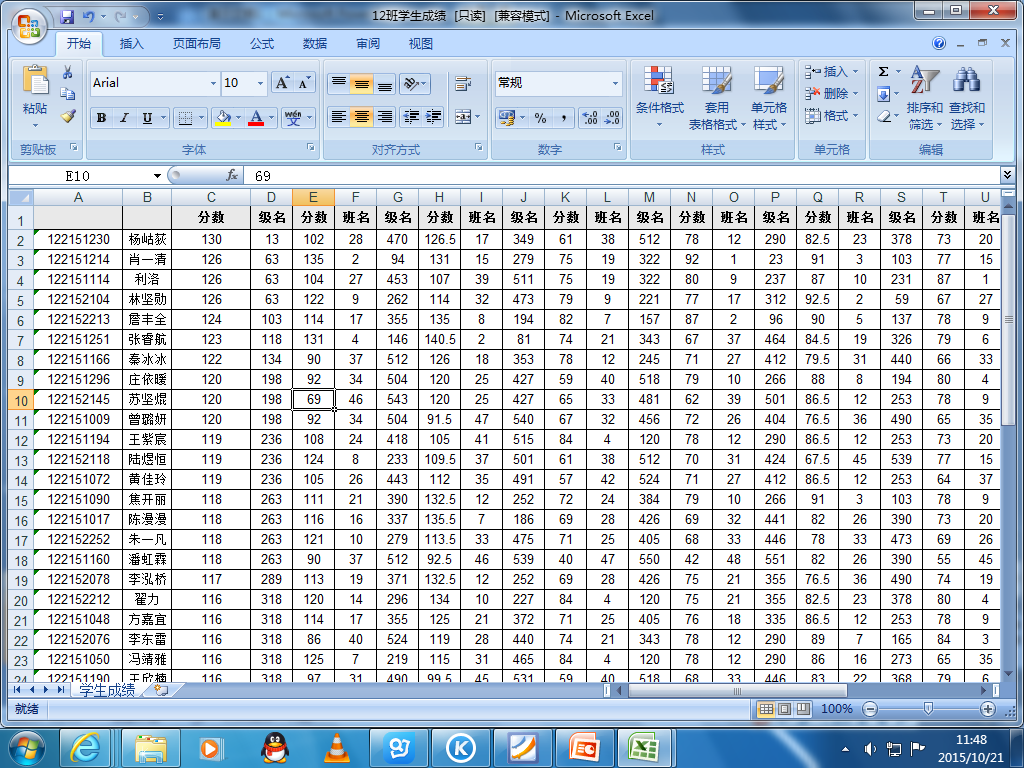 12班学生成绩 [只读] [兼容模式] - Microsoft Excel
开始 插入 页面布局 公式 数据 审阅 视图
粘贴
剪贴板
Arial 10
B I U
字体
对齐方式
常规
数字
条件格式 套用表格格式 单元格样式
样式
插入
删除
格式
单元格
排序和筛选 查找和选择
编辑
E10 fx 69
A B C D E F G H I J K L M N O P Q R S T U
1 分数 级名 分数 班名 级名 分数 班名 级名 分数 班名 级名 分数 班名 级名 分数 班名 级名 分数 班名
2 122151230 杨岵荻 130 13 102 28 470 126.5 17 349 61 38 512 78 12 290 82.5 23 378 73 20
3 122151214 肖一清 126 63 135 2 94 131 15 279 75 19 322 92 1 23 91 3 103 77 15
4 122151114 利洛 126 63 104 27 453 107 39 511 75 19 322 80 9 237 87 10 231 87 1
5 122152104 林坚勋 126 63 122 9 262 114 32 473 79 9 221 77 17 312 92.5 2 59 67 27
6 122152213 詹丰全 124 103 114 17 355 135 8 194 82 7 157 87 2 96 90 5 137 78 9
7 122151251 张睿航 123 118 131 4 146 140.5 2 81 74 21 343 67 37 464 84.5 19 326 79 6
8 122151166 秦冰冰 122 134 90 37 512 126 18 353 78 12 245 71 27 412 79.5 31 440 66 33
9 122151296 庄依暖 120 198 92 34 504 120 25 427 59 40 518 79 10 266 88 8 194 80 4
10 122152145 苏坚焜 120 198 69 46 543 120 25 427 65 33 481 62 39 501 86.5 12 253 78 9
11 122151009 曾璐妍 120 198 92 34 504 91.5 47 540 67 32 456 72 26 404 76.5 36 490 65 35
12 122151194 王紫宸 119 236 108 24 418 105 41 515 84 4 120 78 12 290 86.5 12 253 73 20
13 122152118 陆煜恒 119 236 124 8 233 109.5 37 501 61 38 512 70 31 424 67.5 45 539 77 15
14 122151072 黄佳玲 119 236 105 26 443 112 35 491 57 42 524 71 27 412 86.5 12 253 64 37
15 122151090 焦开丽 118 263 111 21 390 132.5 12 252 72 24 384 79 10 266 91 3 103 78 9
16 122151017 陈漫漫 118 263 116 16 337 135.5 7 186 69 28 426 69 32 441 82 26 390 73 20
17 122152252 朱一凡 118 263 121 10 279 113.5 33 475 71 25 405 68 33 446 78 33 473 69 26
18 122151160 潘虹霖 118 263 90 37 512 92.5 46 539 40 47 550 42 48 551 82 26 390 55 45
19 122152078 李泓桥 117 289 113 19 371 132.5 12 252 69 28 426 75 21 355 76.5 36 490 74 19
20 122152212 翟力 116 318 120 14 296 134 10 227 84 4 120 75 21 355 82.5 23 378 80 4
21 122151048 方嘉宜 116 318 114 17 355 125 21 372 71 25 405 76 18 335 86.5 12 253 78 9
22 122152076 李东雷 116 318 86 40 524 119 28 440 74 21 343 78 12 290 89 7 165 84 3
23 122151050 冯靖雅 116 318 125 7 219 115 31 465 84 4 120 78 12 290 86 16 273 65 35
24 122151190 王欣楠 116 318 97 31 490 99.5 45 531 59 40 518 68 33 446 83 22 368 79 6
学生成绩
就绪 100%
11:48
2015/10/21